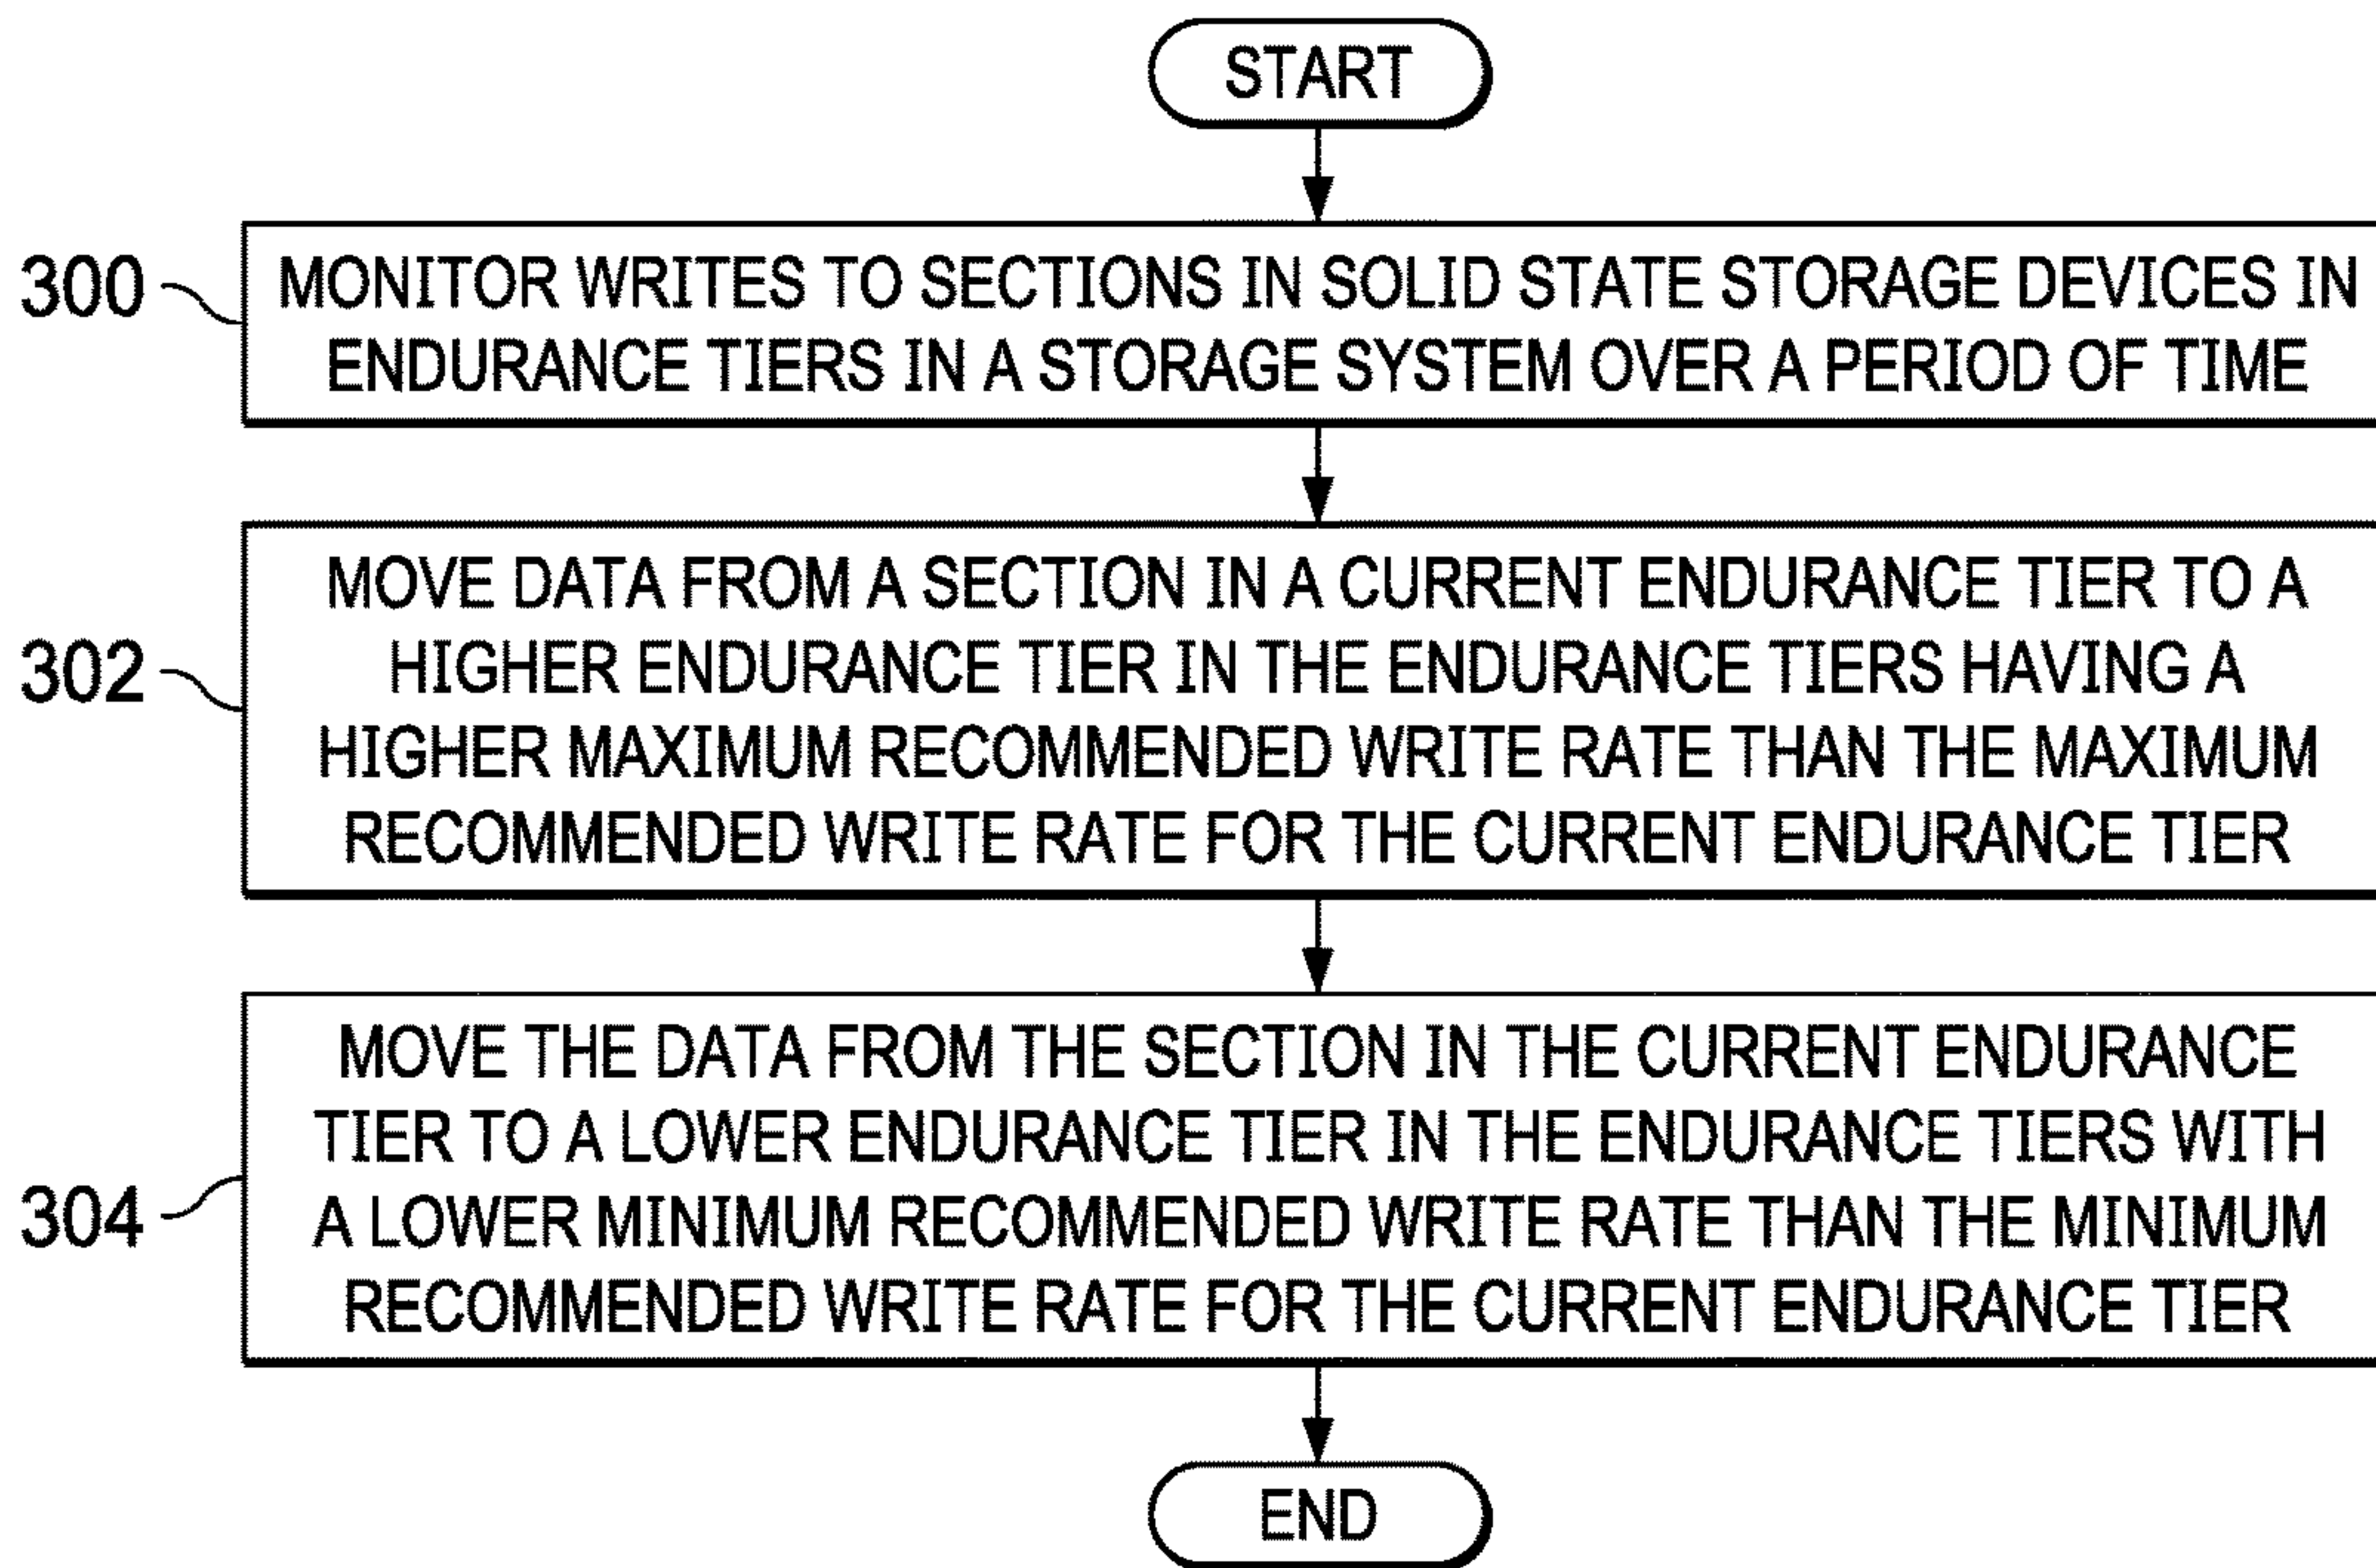 START
300
MONITOR WRITES TO SECTIONS IN SOLID STATE STORAGE DEVICES IN
ENDURANCE TIERS IN A STORAGE SYSTEM OVER A PERIOD OF TIME
302
MOVE DATA FROM A SECTION IN A CURRENT ENDURANCE TIER TO A
HIGHER ENDURANCE TIER IN THE ENDURANCE TIERS HAVING A
HIGHER MAXIMUM RECOMMENDED WRITE RATE THAN THE MAXIMUM
RECOMMENDED WRITE RATE FOR THE CURRENT ENDURANCE TIER
304
MOVE THE DATA FROM THE SECTION IN THE CURRENT ENDURANCE
TIER TO A LOWER ENDURANCE TIER IN THE ENDURANCE TIERS WITH
A LOWER MINIMUM RECOMMENDED WRITE RATE THAN THE MINIMUM
RECOMMENDED WRITE RATE FOR THE CURRENT ENDURANCE TIER
END